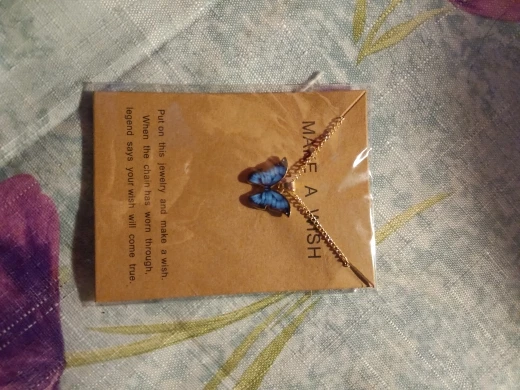 MAKE A WISH
Put on this jewelry and make a wish.
When the chain has worn through,
legend says your wish will come true.